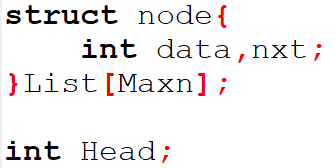 struct node{
    int data,nxt;
}List[Maxn];

int Head;